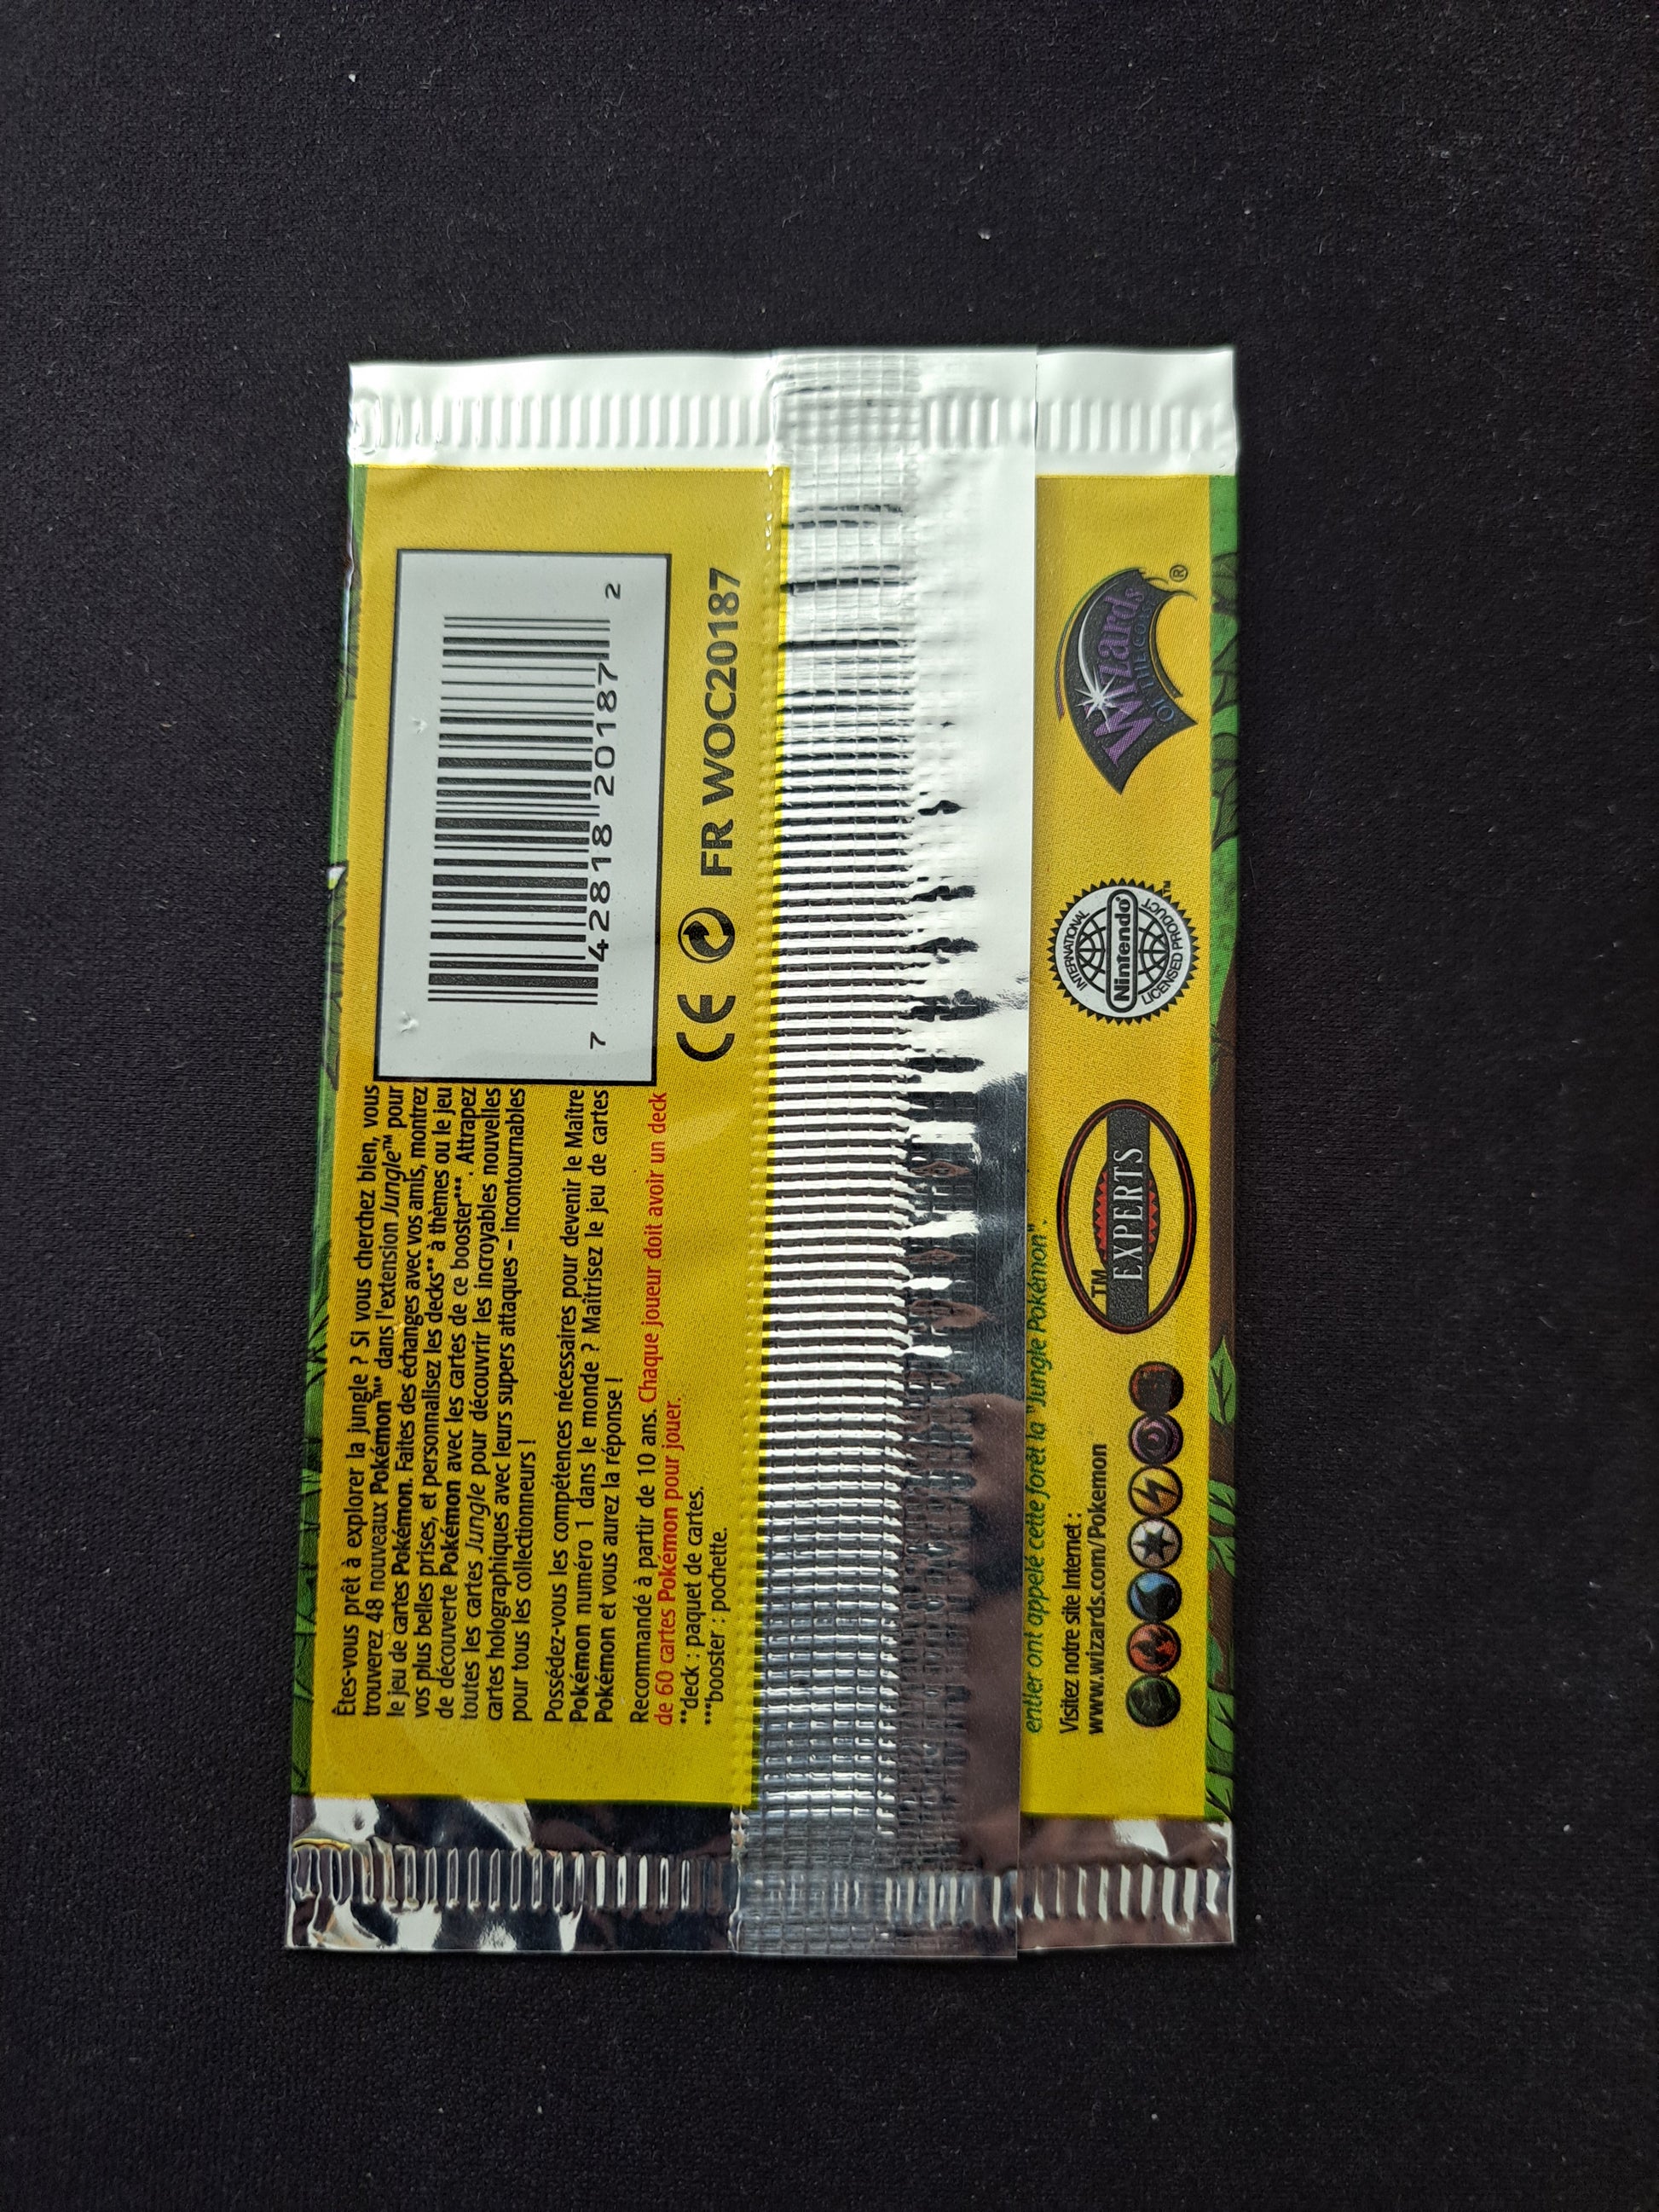 Êtes-vous prêt à explorer la jungle ? Si vous cherchez bien, vous
trouverez 48 nouveaux Pokémon™* dans l'extension Jungle™ pour
le jeu de cartes Pokémon. Faites des échanges avec vos amis, montrez
vos plus belles prises, et personnalisez les decks** à thèmes ou le jeu
de découverte Pokémon avec les cartes de ce booster***. Attrapez
toutes les cartes Jungle pour découvrir les incroyables nouvelles
cartes holographiques avec leurs supers attaques – incontournables
pour tous les collectionneurs !
Possédez-vous les compétences nécessaires pour devenir le Maître
Pokémon numéro 1 dans le monde ? Maîtrisez le jeu de cartes
Pokémon et vous aurez la réponse !
Recommandé à partir de 10 ans. Chaque joueur doit avoir un deck
de 60 cartes Pokémon pour jouer.
**deck : paquet de cartes.
***booster : pochette.
7 42818 20187 2
CE FR WOC20187
entier ont appelé cette forêt la "Jungle Pokémon".
Visitez notre site Internet :
www.wizards.com/Pokemon
TM
EXPERTS
INTERNATIONAL
Nintendo®
LICENSED PRODUCT™
Wizards
OF THE COAST
®